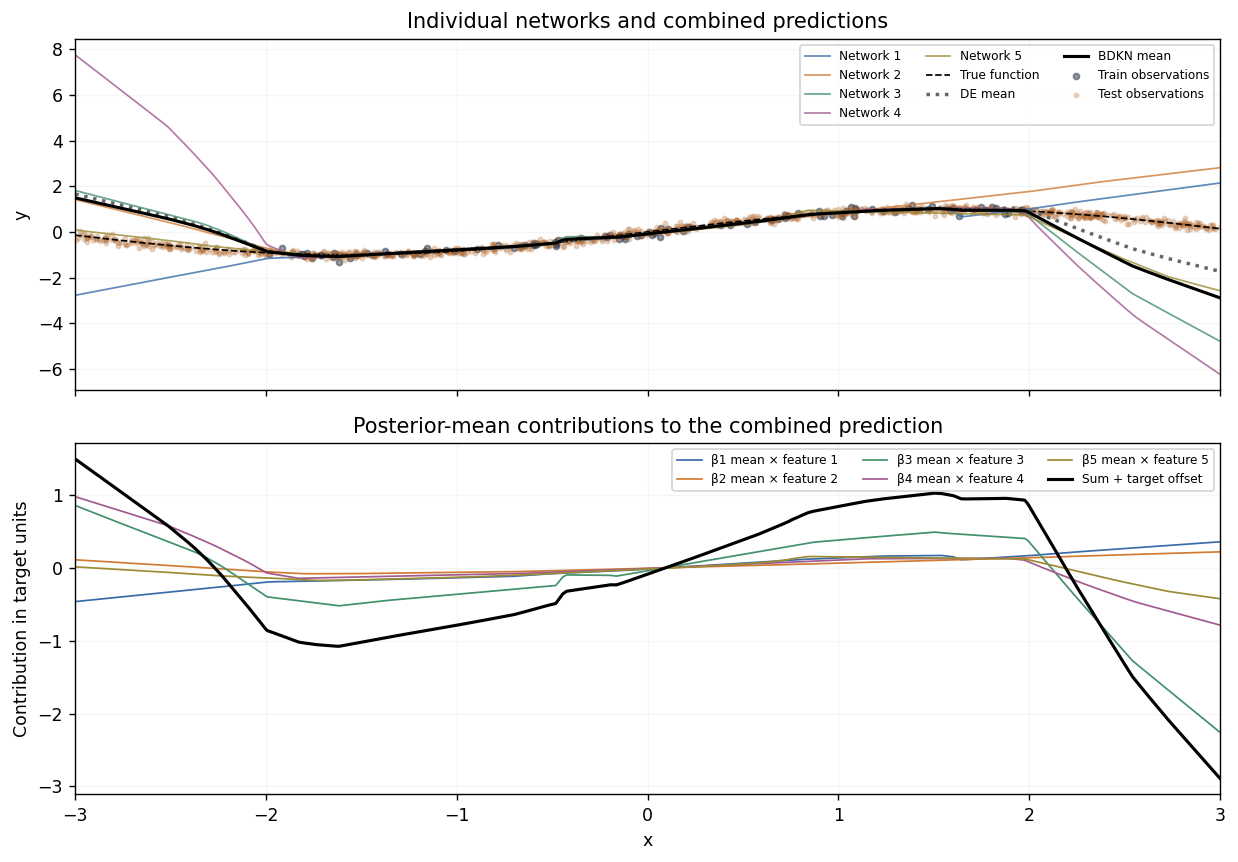 Individual networks and combined predictions
8
6
4
2
0
−2
−4
−6
y
Network 1
Network 2
Network 3
Network 4
Network 5
True function
DE mean
BDKN mean
Train observations
Test observations
Posterior-mean contributions to the combined prediction
1
0
−1
−2
−3
Contribution in target units
β1 mean × feature 1
β2 mean × feature 2
β3 mean × feature 3
β4 mean × feature 4
β5 mean × feature 5
Sum + target offset
−3
−2
−1
0
1
2
3
x